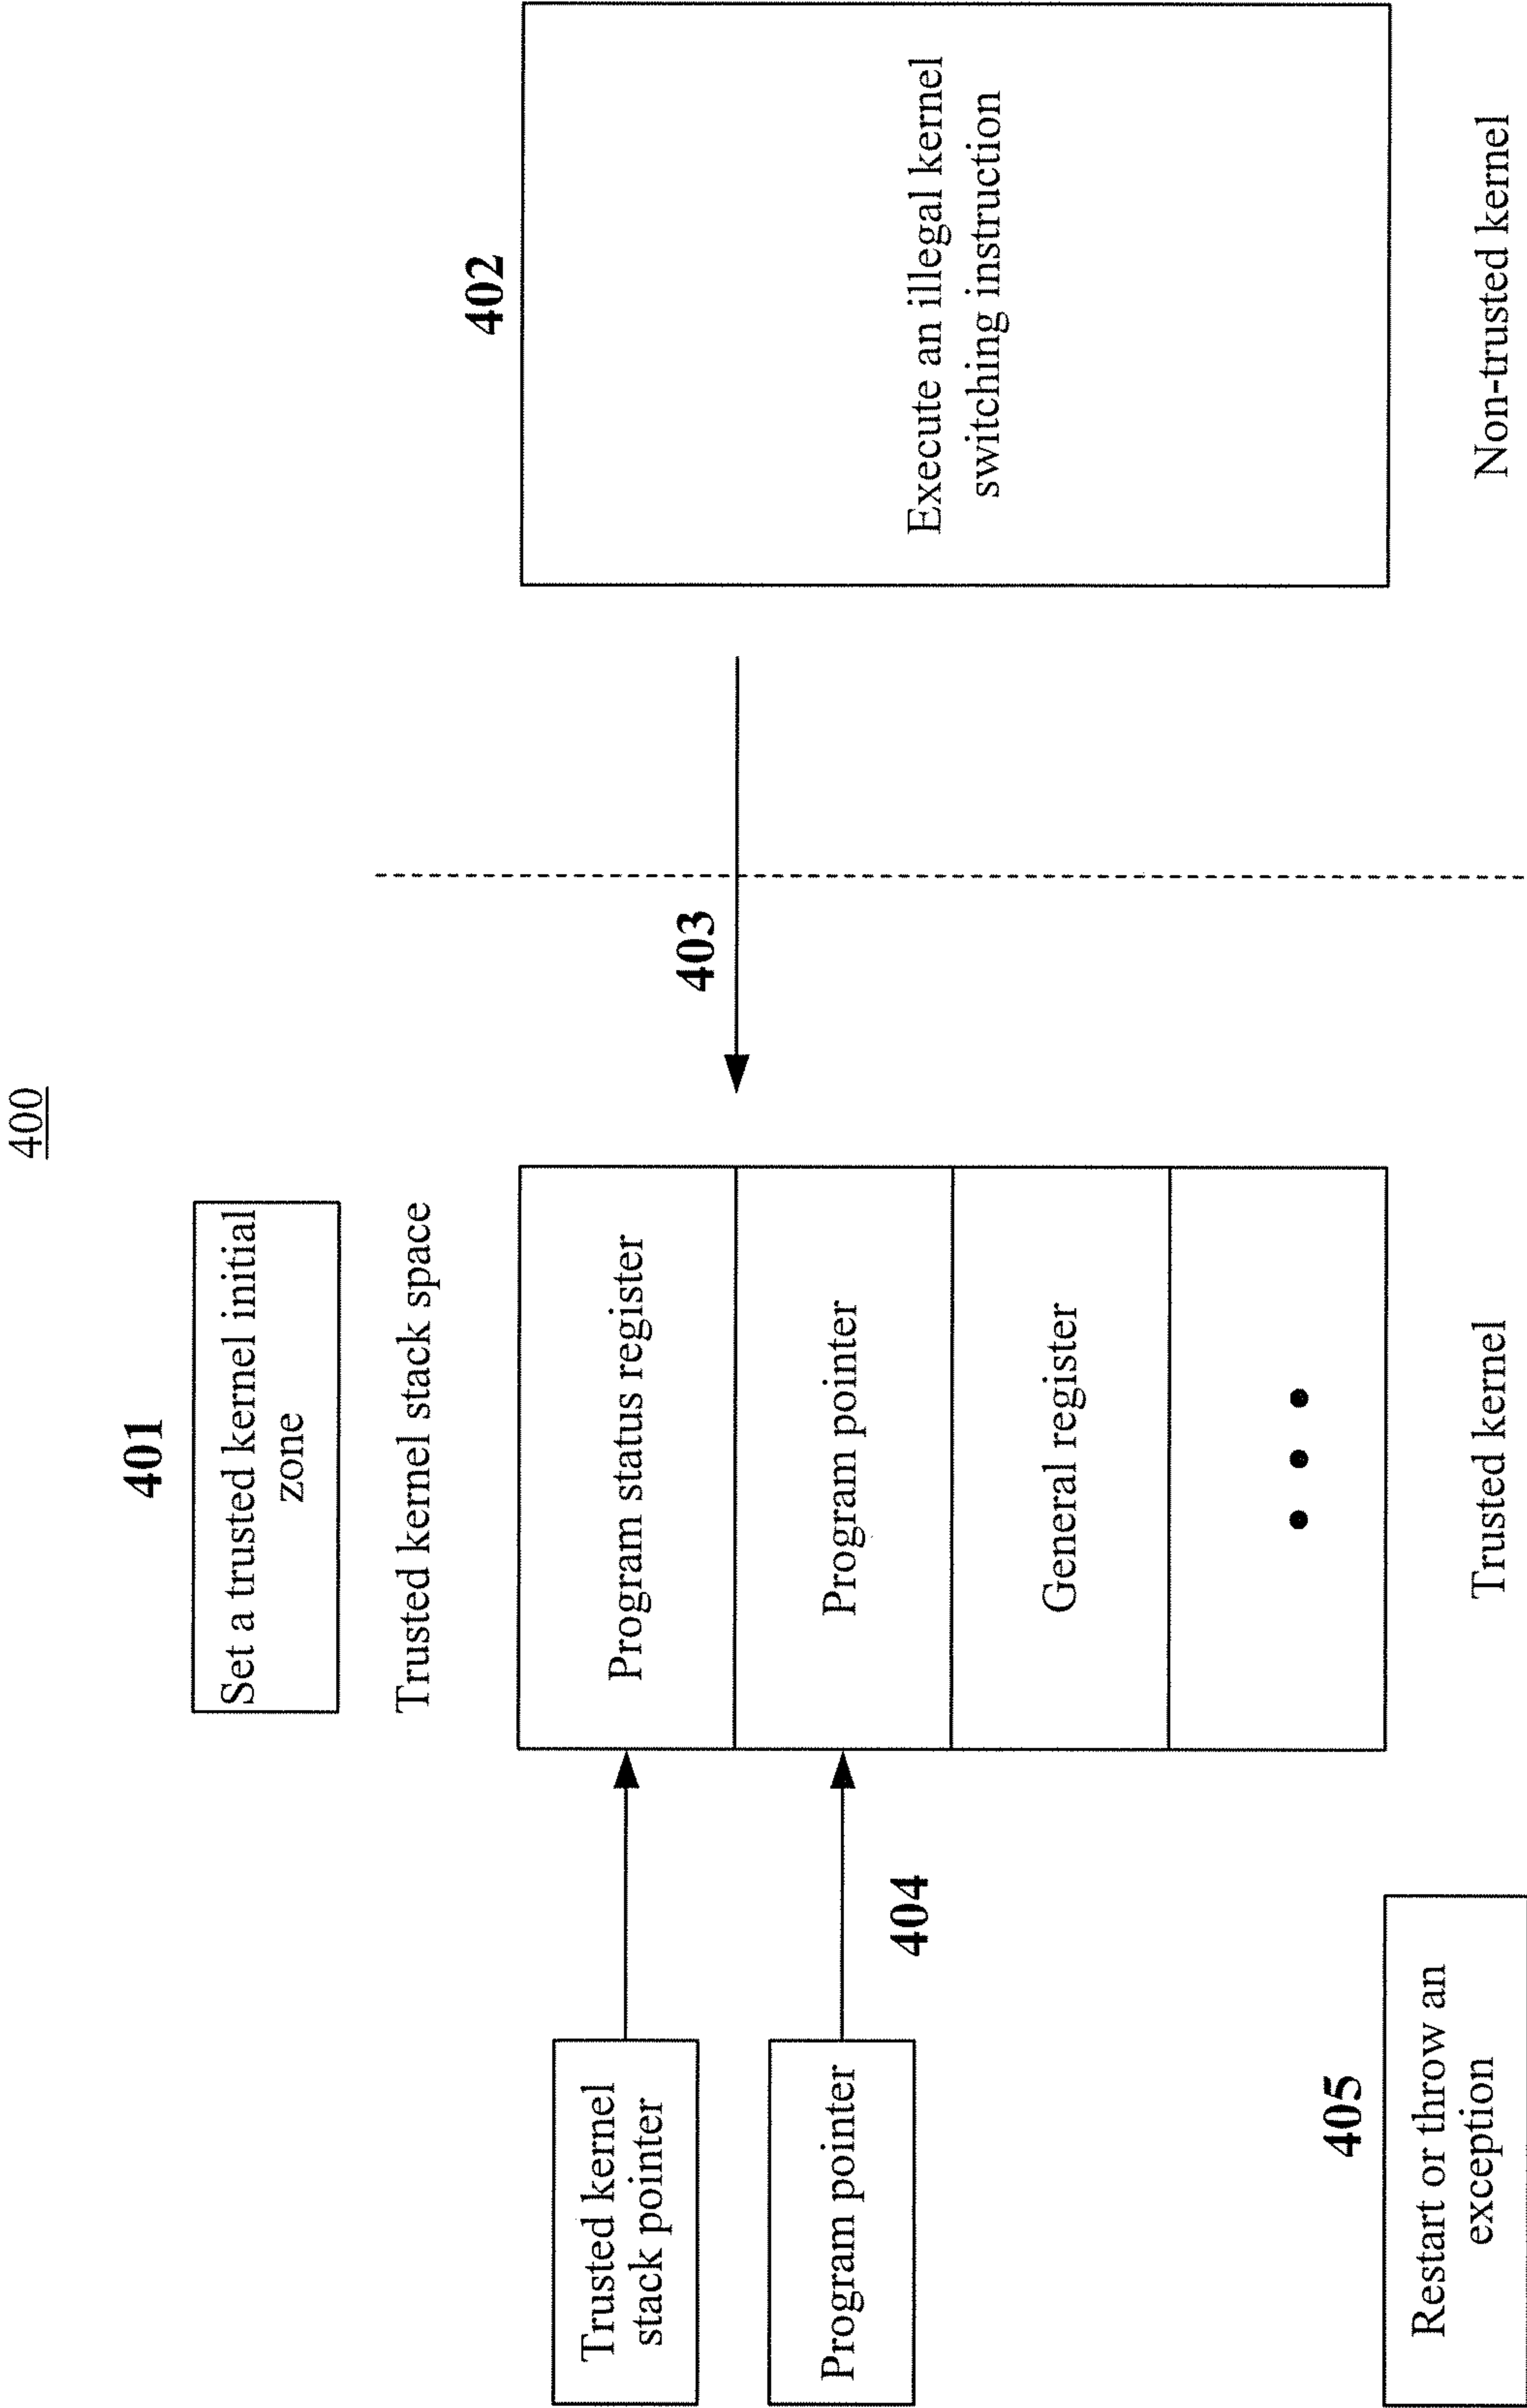 400
401
Set a trusted kernel initial
zone
Trusted kernel stack space
402
Trusted kernel
stack pointer
Program status register
403
Program pointer
Program pointer
404
General register
Execute an illegal kernel
switching instruction
405
Restart or throw an
exception
Trusted kernel
Non-trusted kernel